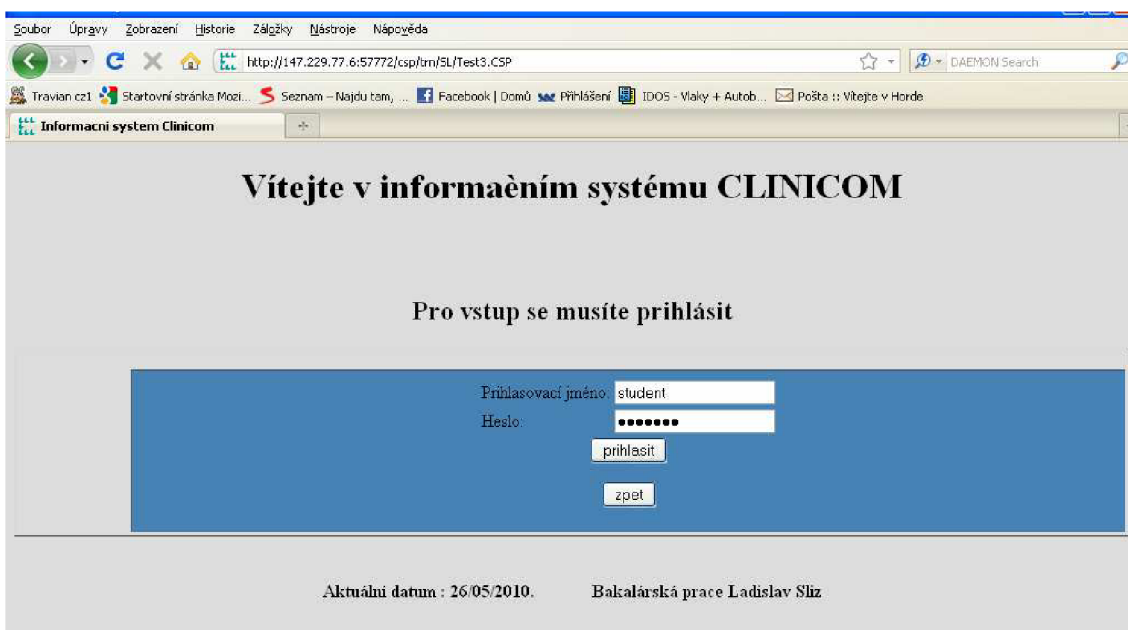 Soubor Úpravy Zobrazení Historie Záložky Nástroje Nápověda
http://147.229.77.6:57772/csp/trn/SL/Test3.CSP DAEMON Search
Travian cz1 Startovní stránka Mozi... Seznam – Najdu tam, ... Facebook | Domů Přihlášení IDOS - Vlaky + Autob... Pošta :: Vítejte v Horde
Informacni system Clinicom
Vítejte v informaèním systému CLINICOM
Pro vstup se musíte prihlásit
Prihlasovací jméno: student
Heslo: •••••••
prihlasit
zpet
Aktuální datum : 26/05/2010. Bakalárská prace Ladislav Sliz